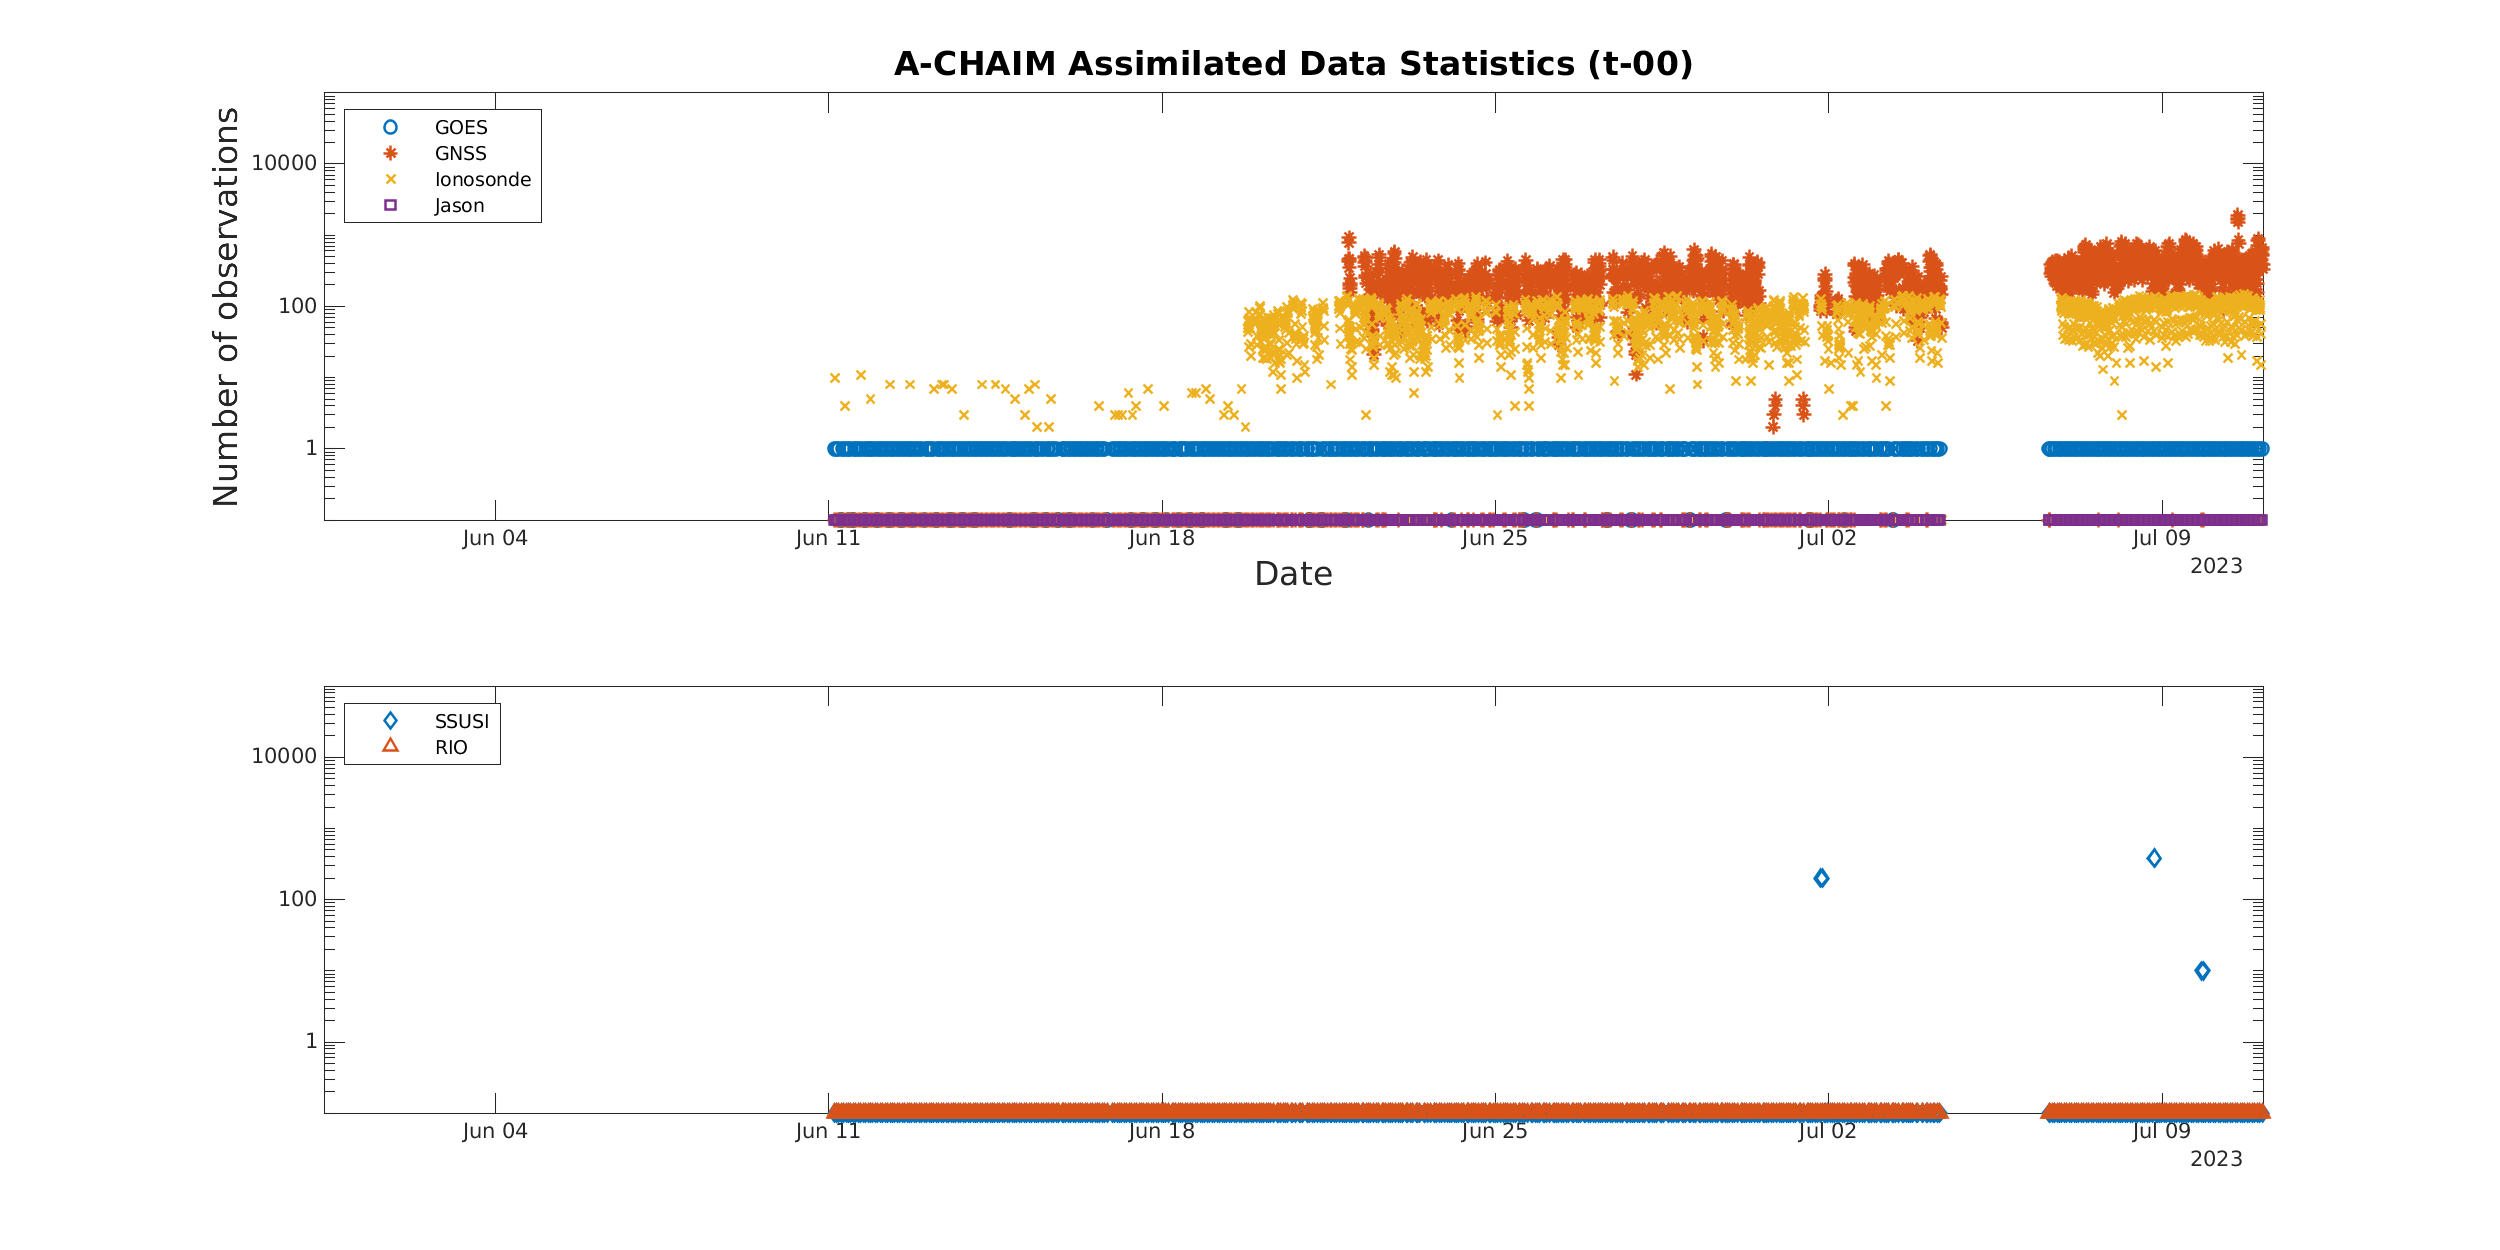 A-CHAIM Assimilated Data Statistics (t-00)
Number of observations
10000
100
1
GOES
GNSS
Ionosonde
Jason
Jun 04
Jun 11
Jun 18
Jun 25
Jul 02
Jul 09
2023
Date
10000
100
1
SSUSI
RIO
Jun 04
Jun 11
Jun 18
Jun 25
Jul 02
Jul 09
2023